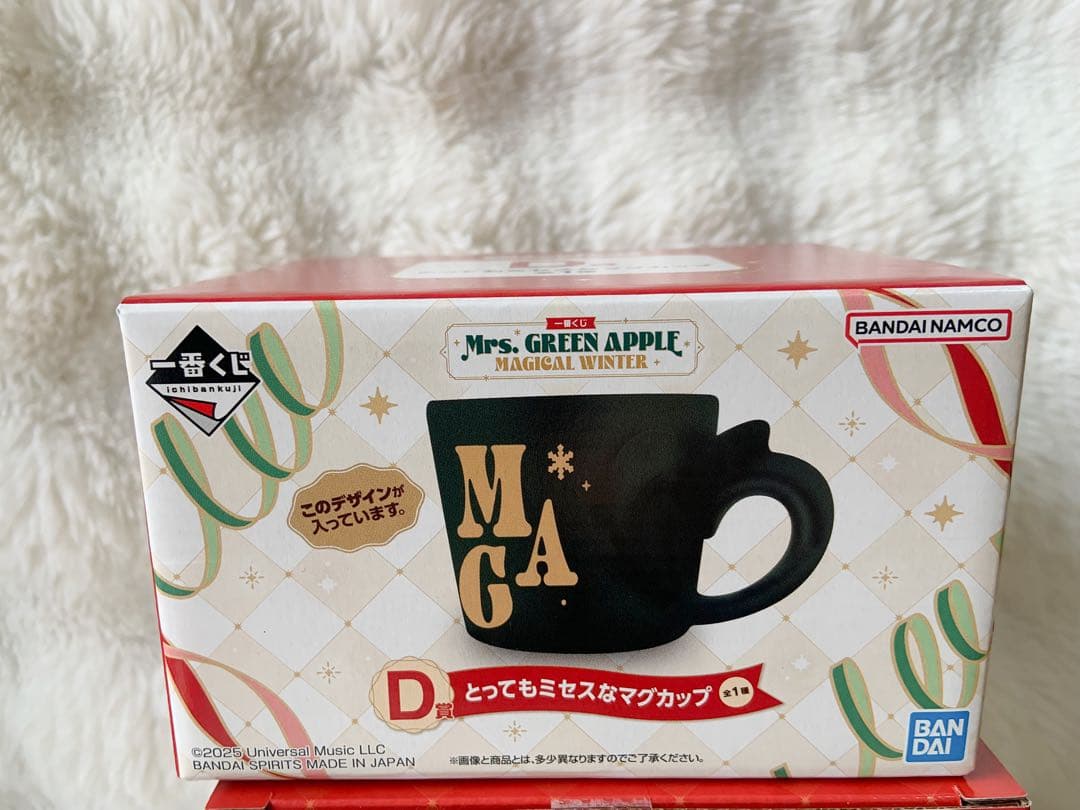 一番くじ
ichibankuji
一番くじ
Mrs. GREEN APPLE
MAGICAL WINTER
BANDAI NAMCO
このデザインが
入っています。
M
A
G
D賞
とってもミセスなマグカップ
全1種
©2025 Universal Music LLC
BANDAI SPIRITS MADE IN JAPAN
※画像と商品とは、多少異なりますのでご了承ください。
BAN
DAI